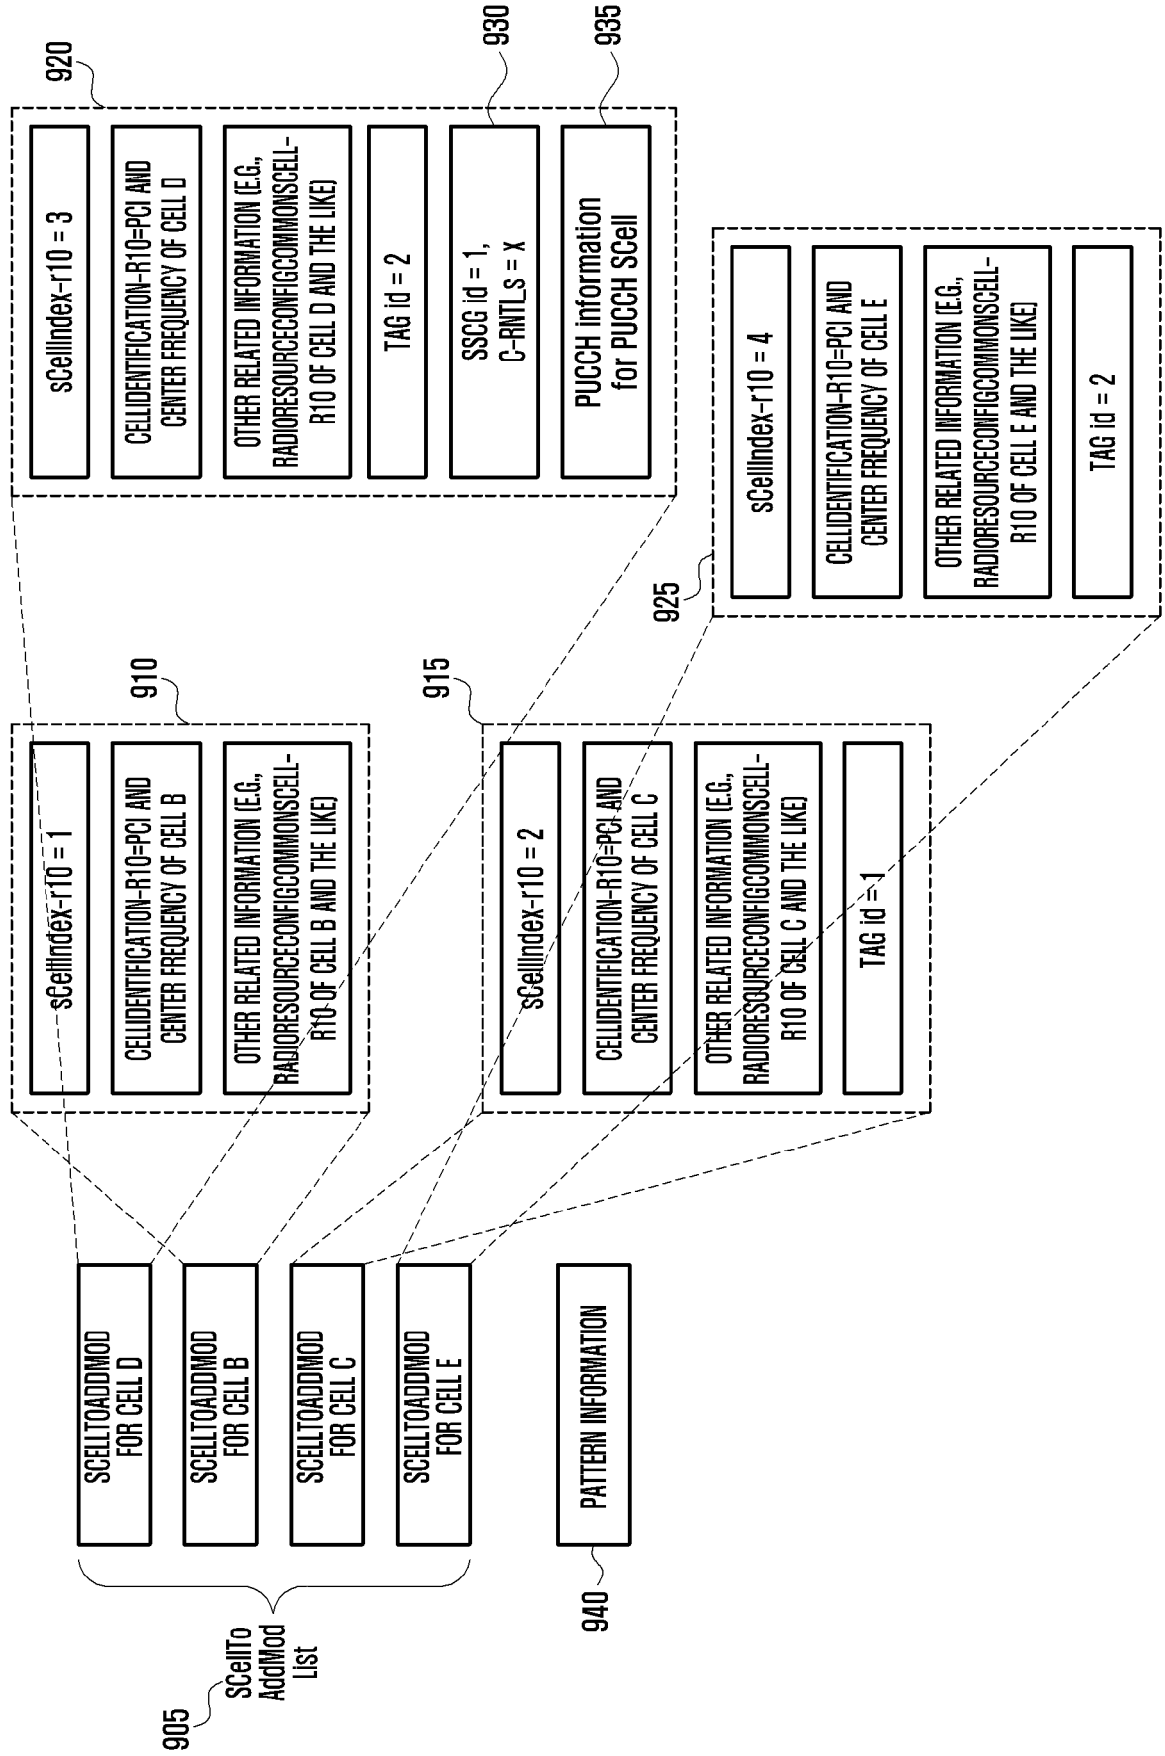 905
SCellTo
AddMod
List
SCELLTOADDMOD
FOR CELL D
SCELLTOADDMOD
FOR CELL B
SCELLTOADDMOD
FOR CELL C
SCELLTOADDMOD
FOR CELL E
940
PATTERN INFORMATION
910
sCellIndex-r10 = 1
CELLIDENTIFICATION-R10=PCI AND
CENTER FREQUENCY OF CELL B
OTHER RELATED INFORMATION (E.G.,
RADIORESOURCECONFIGCOMMONSCELL-
R10 OF CELL B AND THE LIKE)
915
sCellIndex-r10 = 2
CELLIDENTIFICATION-R10=PCI AND
CENTER FREQUENCY OF CELL C
OTHER RELATED INFORMATION (E.G.,
RADIORESOURCECONFIGCOMMONSCELL-
R10 OF CELL C AND THE LIKE)
TAG id = 1
920
sCellIndex-r10 = 3
CELLIDENTIFICATION-R10=PCI AND
CENTER FREQUENCY OF CELL D
OTHER RELATED INFORMATION (E.G.,
RADIORESOURCECONFIGCOMMONSCELL-
R10 OF CELL D AND THE LIKE)
TAG id = 2
930
SSCG id = 1,
C-RNTI_s = x
935
PUCCH information
for PUCCH SCell
925
sCellIndex-r10 = 4
CELLIDENTIFICATION-R10=PCI AND
CENTER FREQUENCY OF CELL E
OTHER RELATED INFORMATION (E.G.,
RADIORESOURCECONFIGCOMMONSCELL-
R10 OF CELL E AND THE LIKE)
TAG id = 2